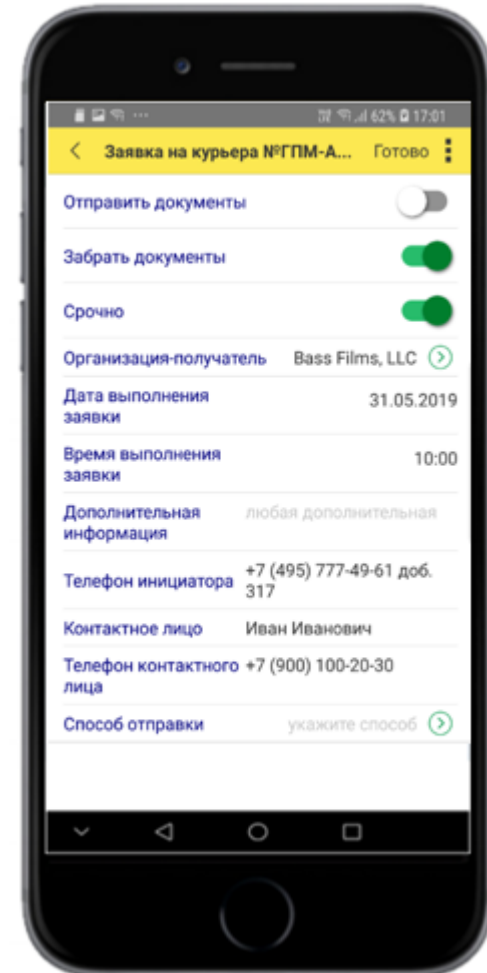 62% 17:01
Заявка на курьера №ГПМ-А... Готово
Отправить документы
Забрать документы
Срочно
Организация-получатель Bass Films, LLC
Дата выполнения
заявки
31.05.2019
Время выполнения
заявки
10:00
Дополнительная
информация
любая дополнительная
Телефон инициатора
+7 (495) 777-49-61 доб.
317
Контактное лицо Иван Иванович
Телефон контактного
лица
+7 (900) 100-20-30
Способ отправки укажите способ